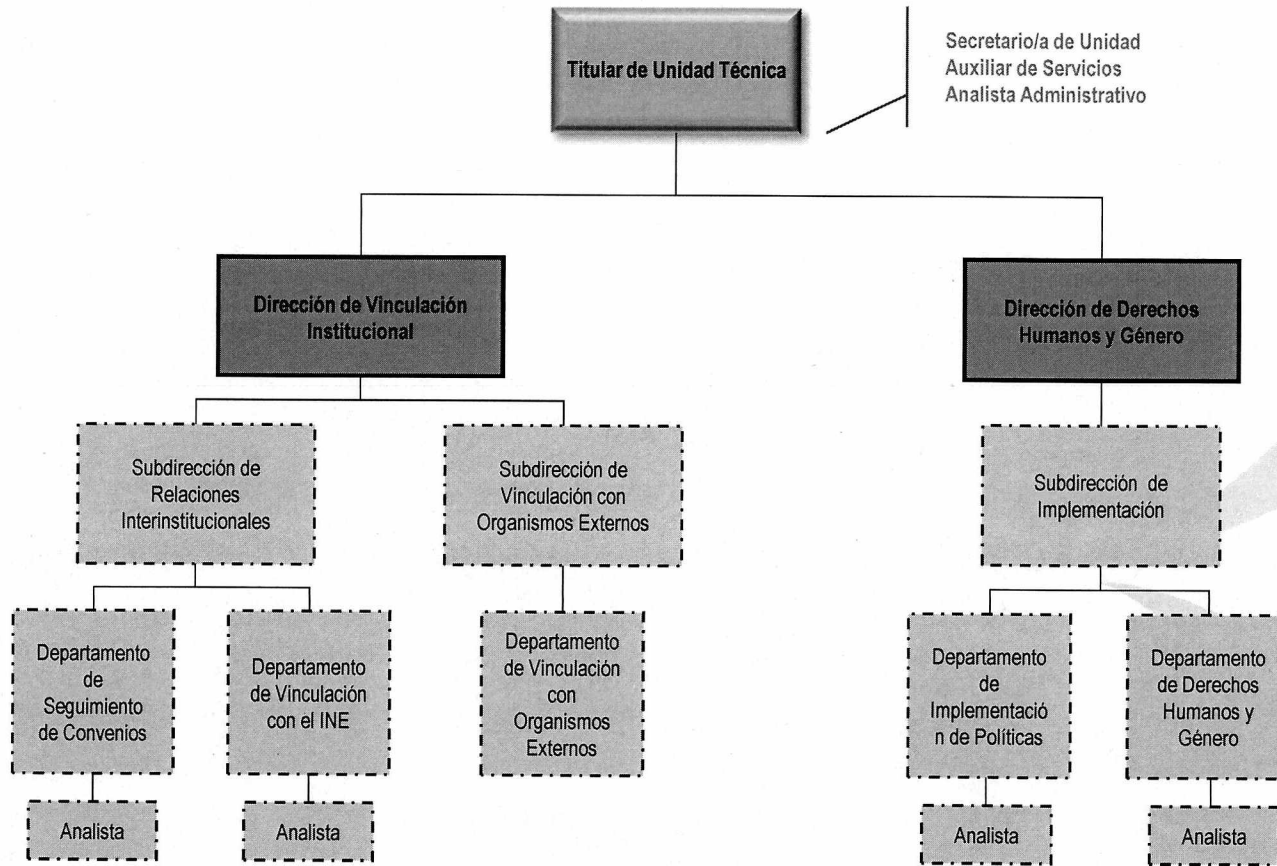 Titular de Unidad Técnica
Secretario/a de Unidad
Auxiliar de Servicios
Analista Administrativo
Dirección de Vinculación
Institucional
Dirección de Derechos
Humanos y Género
Subdirección de
Relaciones
Interinstitucionales
Subdirección de
Vinculación con
Organismos Externos
Subdirección de
Implementación
Departamento
de
Seguimiento
de Convenios
Departamento
de Vinculación
con el INE
Departamento
de Vinculación
con
Organismos
Externos
Departamento
de
Implementació
n de Políticas
Departamento
de Derechos
Humanos y
Género
Analista
Analista
Analista
Analista